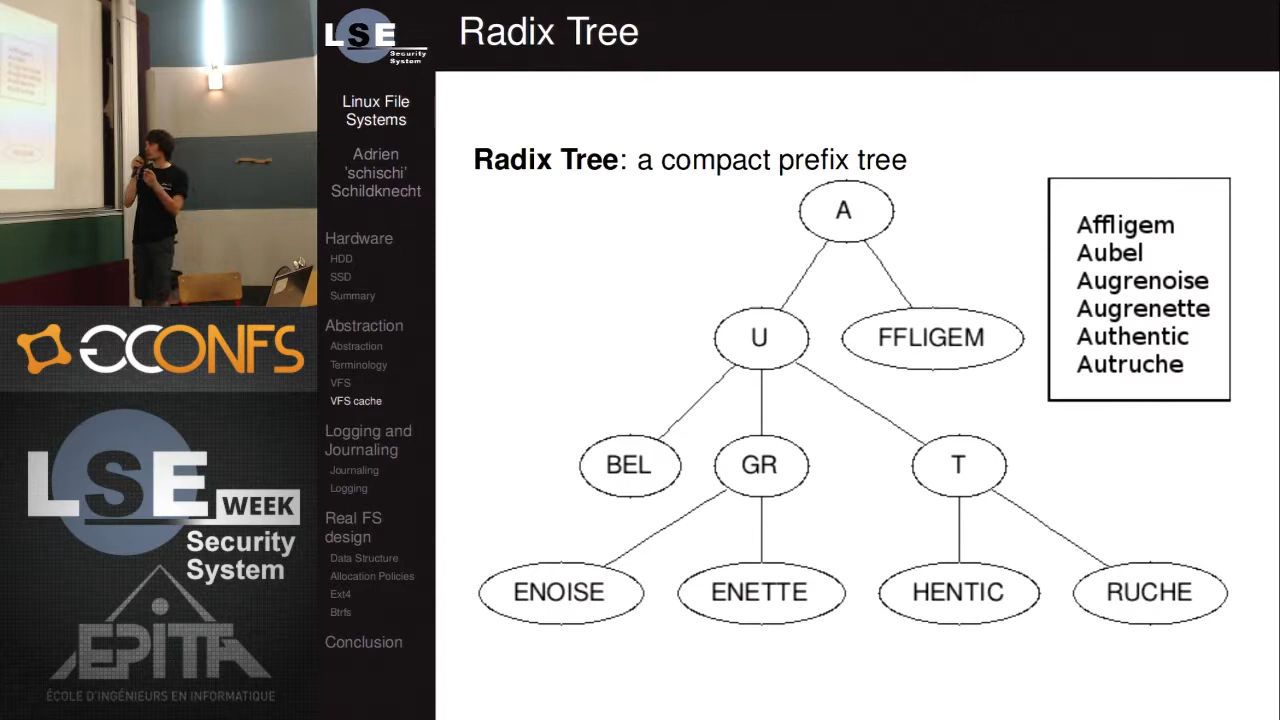 LSE
Security
System
Radix Tree
Linux File
Systems
Adrien
'schischi'
Schildknecht
Hardware
HDD
SSD
Summary
Abstraction
Abstraction
Terminology
VFS
VFS cache
Logging and
Journaling
Journaling
Logging
Real FS
design
Data Structure
Allocation Policies
Ext4
Btrfs
Conclusion
Radix Tree: a compact prefix tree
A
U
FFLIGEM
BEL
GR
T
ENOISE
ENETTE
HENTIC
RUCHE
Affligem
Aubel
Augrenoise
Augrenette
Authentic
Autruche
CONFS
LSE
WEEK
Security
System
EPITA
ÉCOLE D'INGÉNIEURS EN INFORMATIQUE